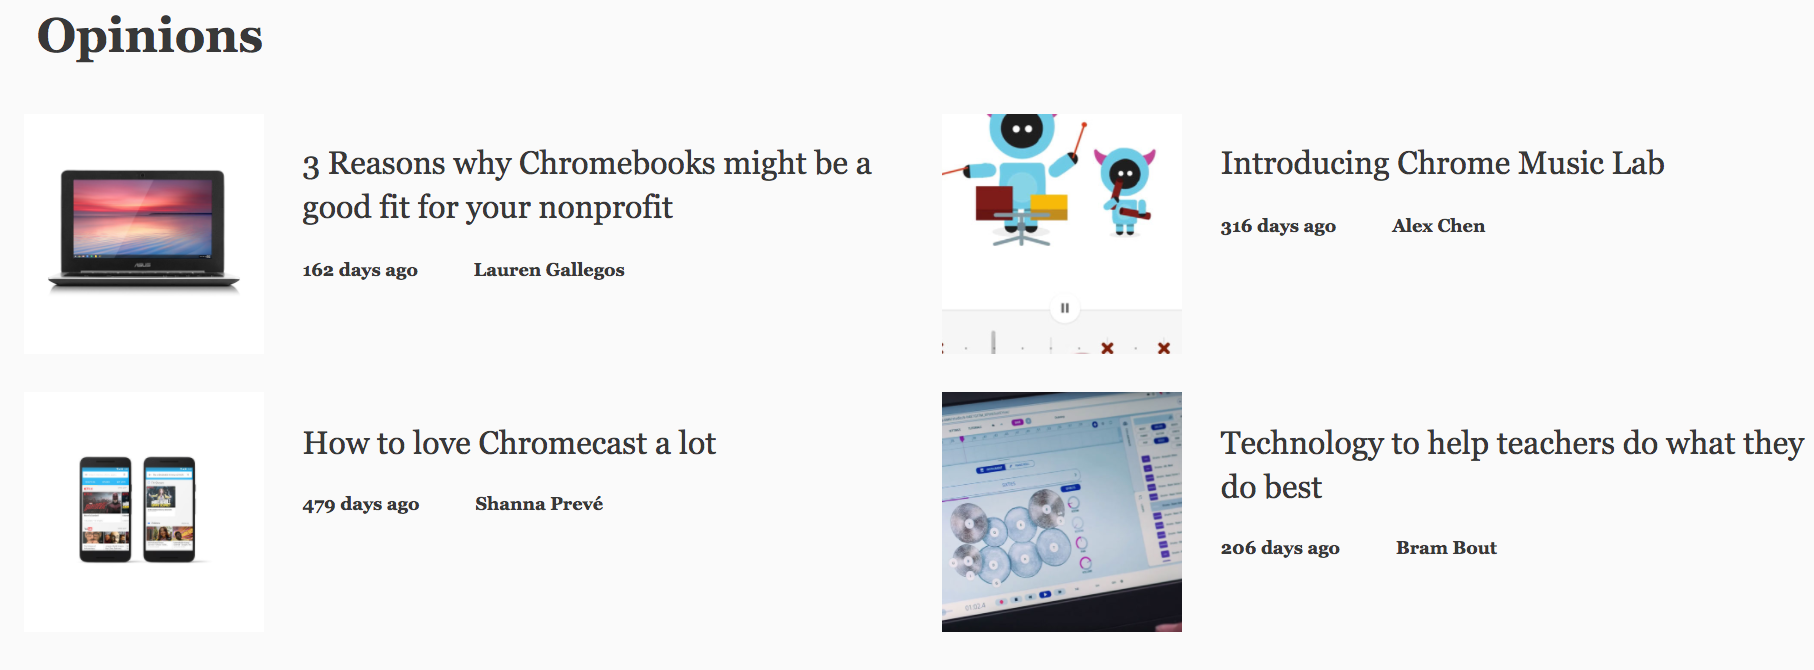 Opinions
3 Reasons why Chromebooks might be a
good fit for your nonprofit
162 days ago Lauren Gallegos
Introducing Chrome Music Lab
316 days ago Alex Chen
How to love Chromecast a lot
479 days ago Shanna Prevé
Technology to help teachers do what they
do best
206 days ago Bram Bout